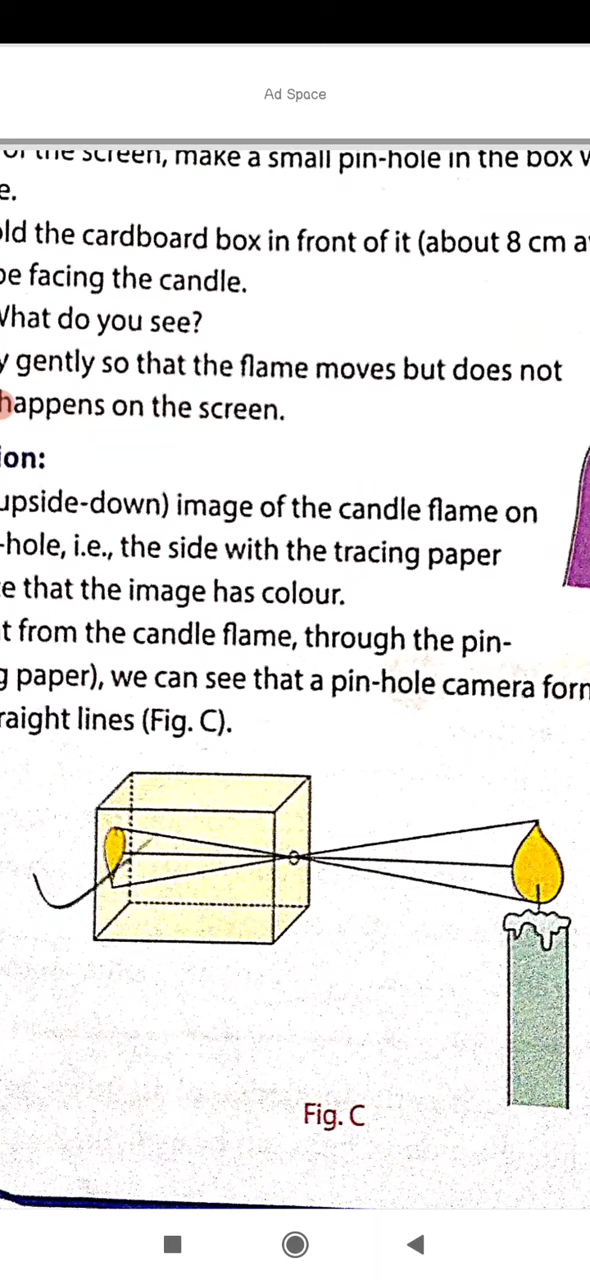 Ad Space
of the screen, make a small pin-hole in the box
e.
old the cardboard box in front of it (about 8 cm a
be facing the candle.
What do you see?
y gently so that the flame moves but does not
happens on the screen.
ion:
upside-down) image of the candle flame on
-hole, i.e., the side with the tracing paper
e that the image has colour.
t from the candle flame, through the pin-
g paper), we can see that a pin-hole camera form
raight lines (Fig. C).
Fig. C